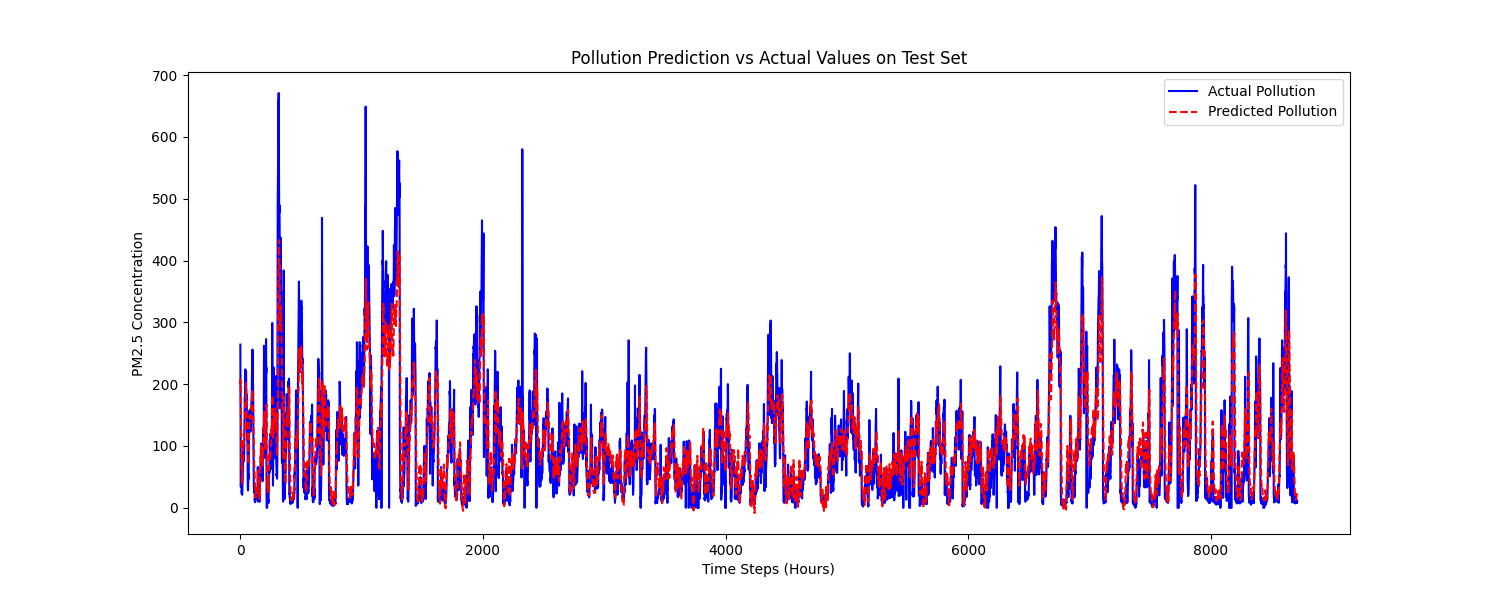 Pollution Prediction vs Actual Values on Test Set
700
600
500
400
300
200
100
0
PM2.5 Concentration
Actual Pollution
Predicted Pollution
0 2000 4000 6000 8000
Time Steps (Hours)